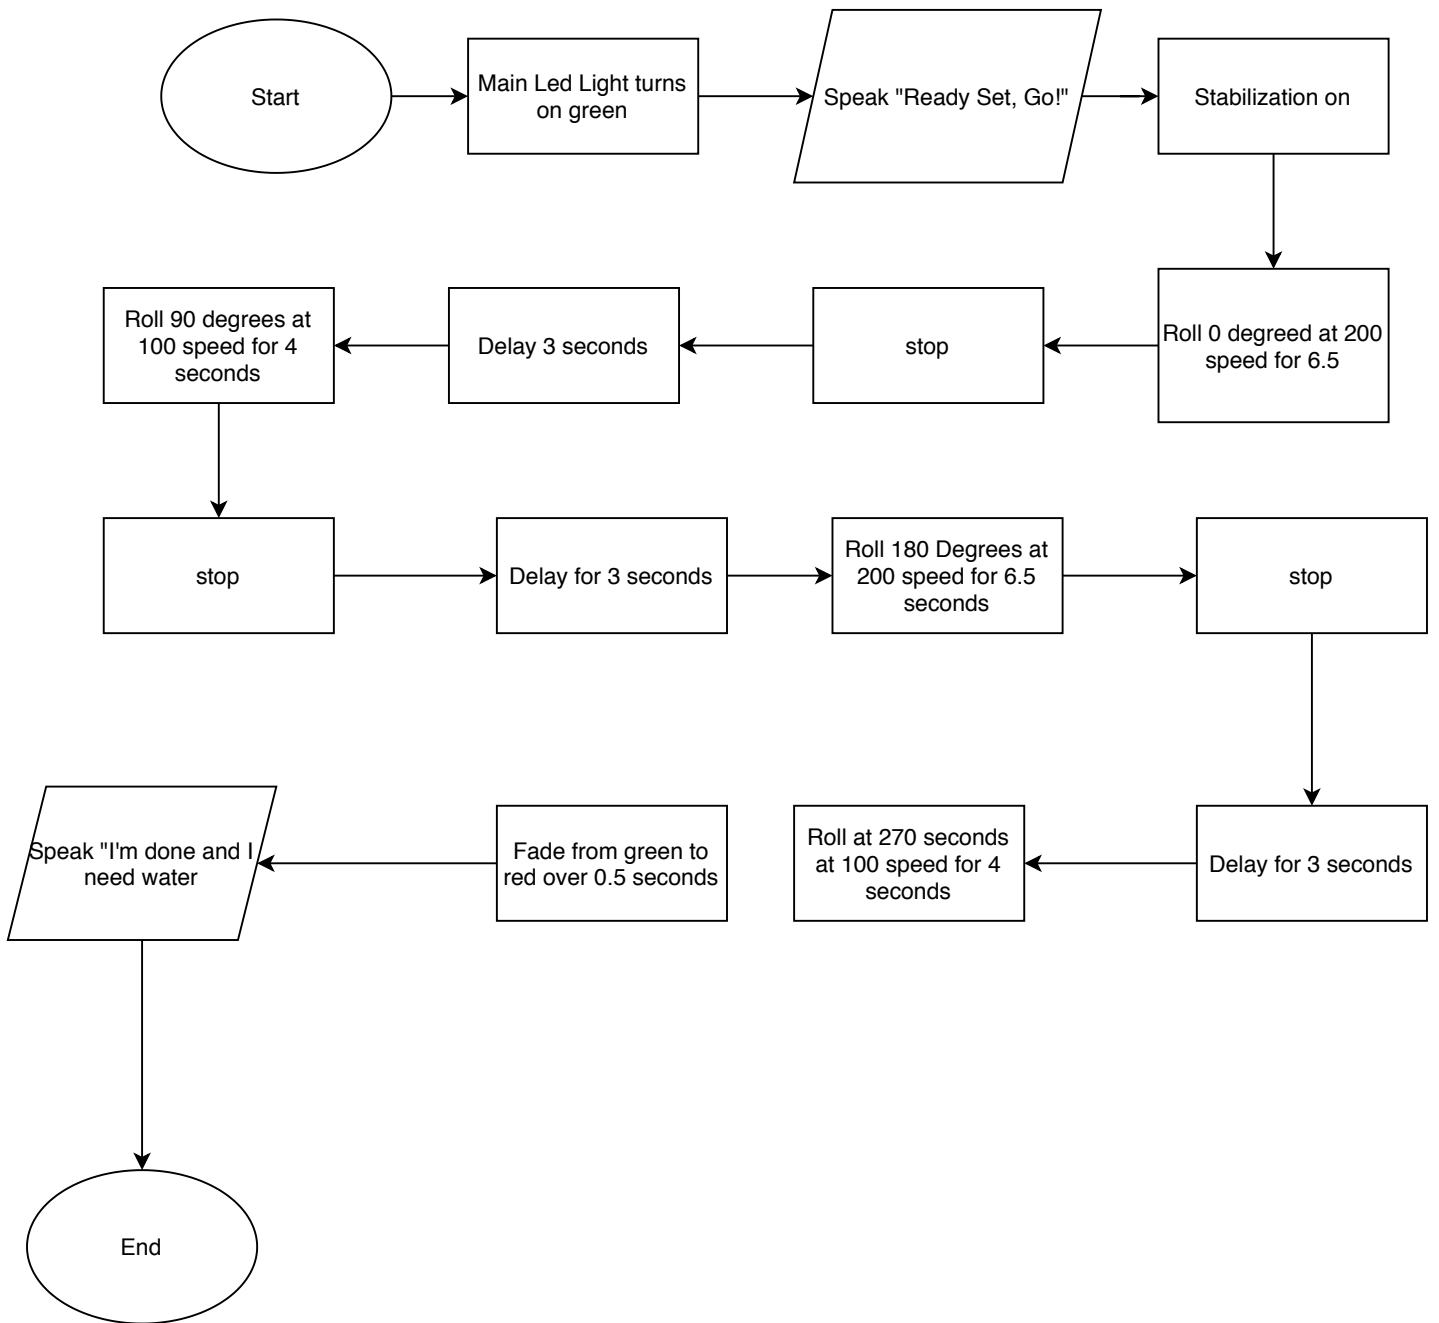 Start
Main Led Light turns
on green
Speak "Ready Set, Go!"
Stabilization on
Roll 0 degreed at 200
speed for 6.5
stop
Delay 3 seconds
Roll 90 degrees at
100 speed for 4
seconds
stop
Delay for 3 seconds
Roll 180 Degrees at
200 speed for 6.5
seconds
stop
Delay for 3 seconds
Roll at 270 seconds
at 100 speed for 4
seconds
Fade from green to
red over 0.5 seconds
Speak "I'm done and I
need water
End